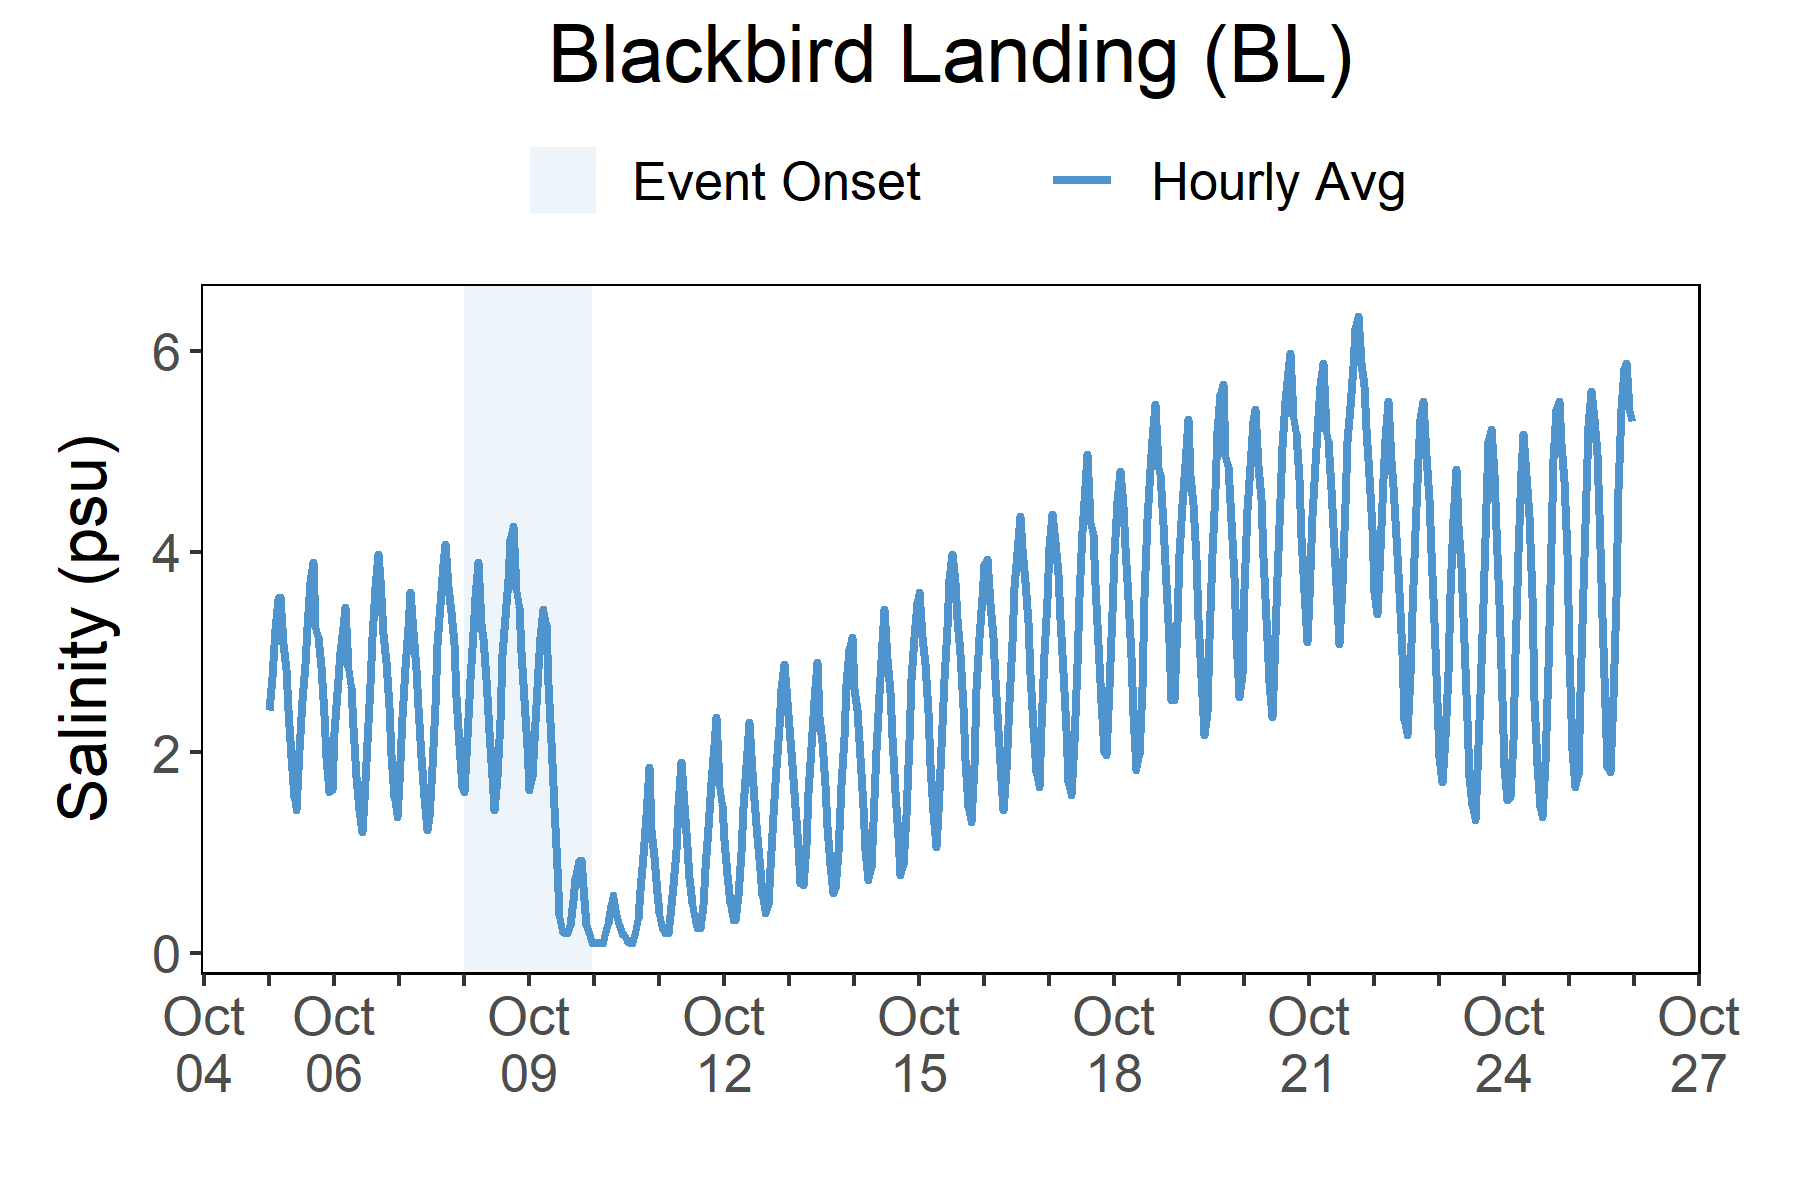 Blackbird Landing (BL)
Event Onset Hourly Avg
Salinity (psu)
6
4
2
0
Oct Oct Oct Oct Oct Oct Oct Oct Oct
04 06 09 12 15 18 21 24 27